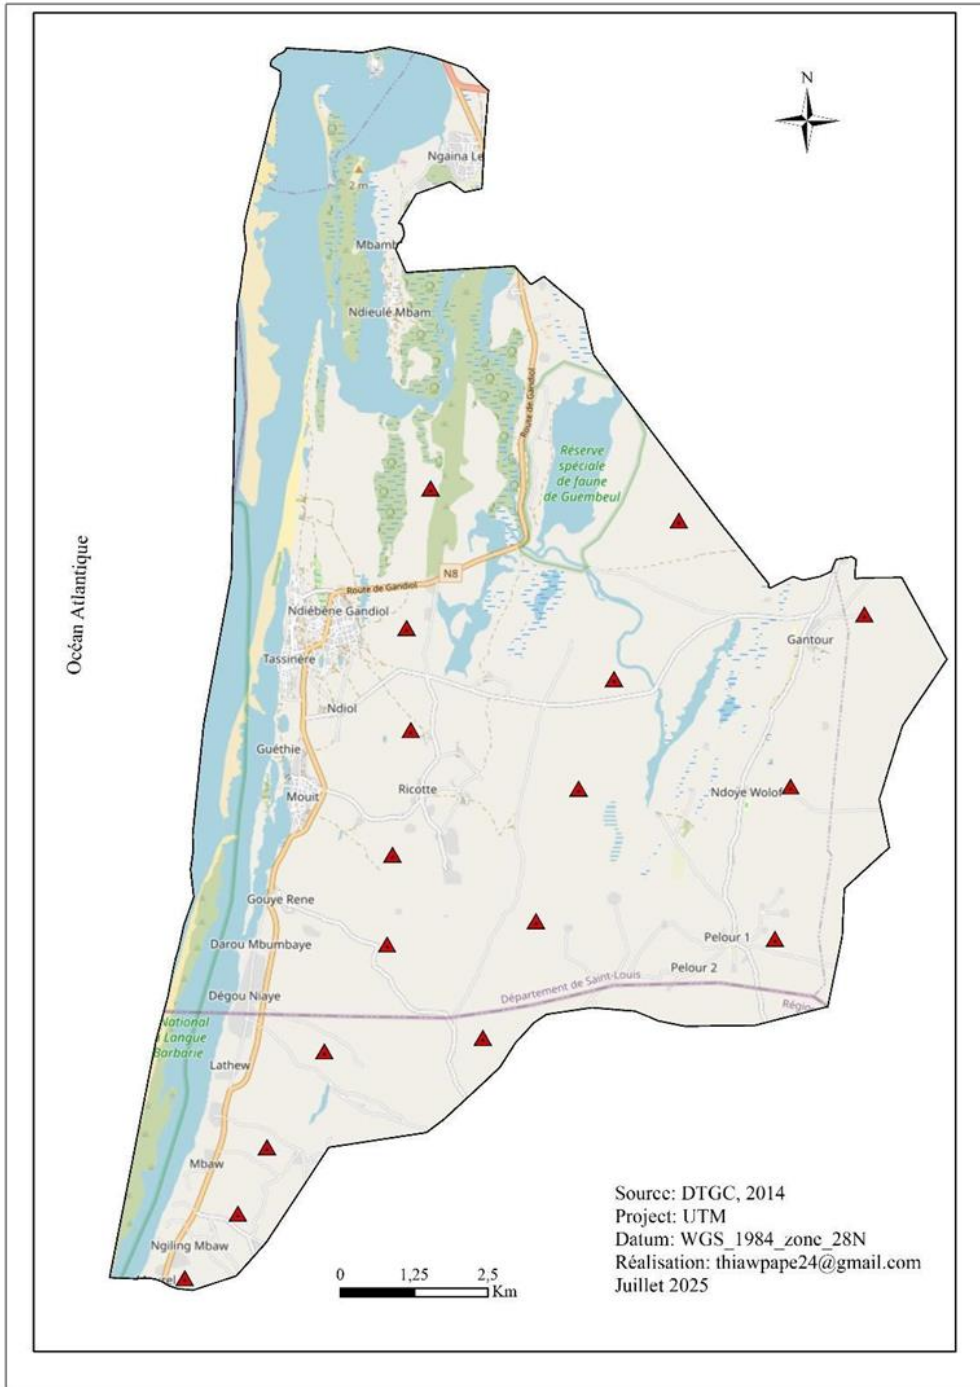 N
Ngaina Le
2 m
Mbamb
Ndieulé Mbam
Route de Gandiol
Réserve
spéciale
de faune
de Guembeul
Océan Atlantique
N8
Route de Gandiol
Ndiébène Gandiol
Gantour
Tassinère
Ndiol
Guéthie
Mouit
Ricotte
Ndoye Wolof
Gouye Rene
Darou Mbumbaye
Pelour 1
Pelour 2
Dégou Niaye
Département de Saint-Louis
Régio
National
Langue
Barbarie
Lathew
Mbaw
Ngiling Mbaw
Source: DTGC, 2014
Project: UTM
Datum: WGS_1984_zone_28N
Réalisation: thiawpape24@gmail.com
Juillet 2025
0 1,25 2,5
Km